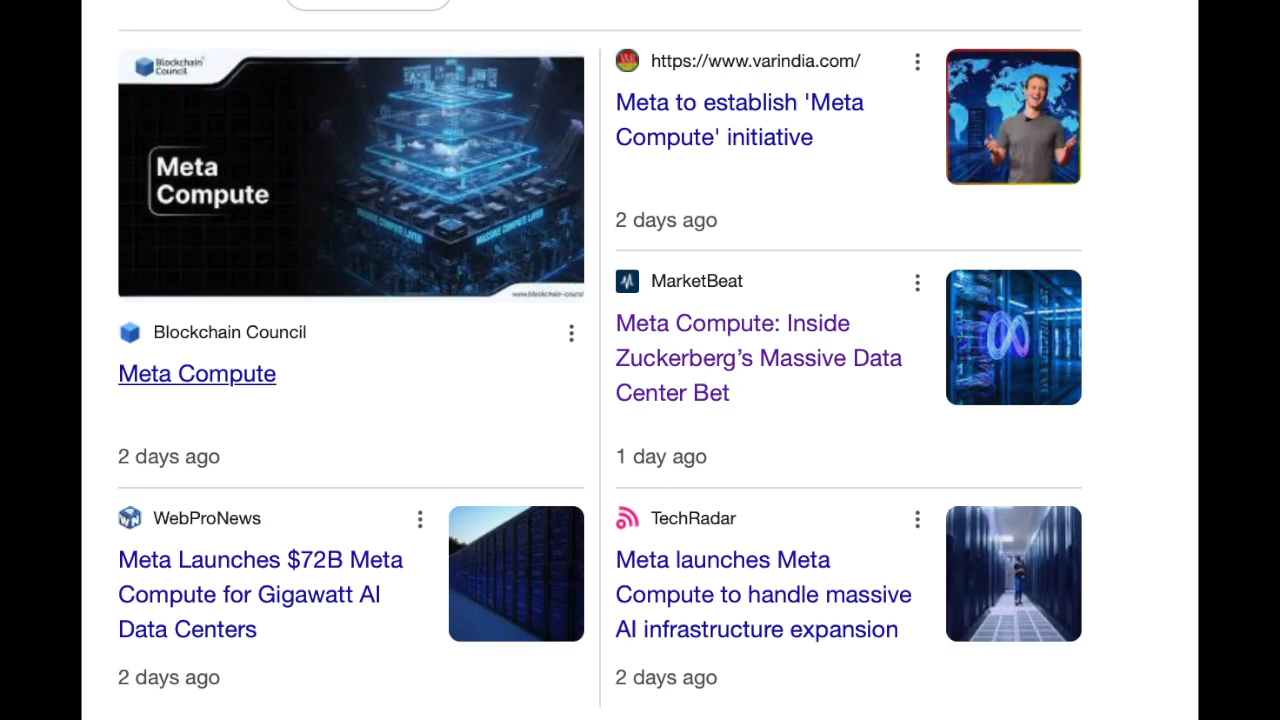 Blockchain
Council
Meta
Compute
MASSIVE COMPUTE LAYER
Blockchain Council
Meta Compute
2 days ago
WebProNews
Meta Launches $72B Meta
Compute for Gigawatt AI
Data Centers
2 days ago
https://www.varindia.com/
Meta to establish 'Meta
Compute' initiative
2 days ago
MarketBeat
Meta Compute: Inside
Zuckerberg’s Massive Data
Center Bet
1 day ago
TechRadar
Meta launches Meta
Compute to handle massive
AI infrastructure expansion
2 days ago